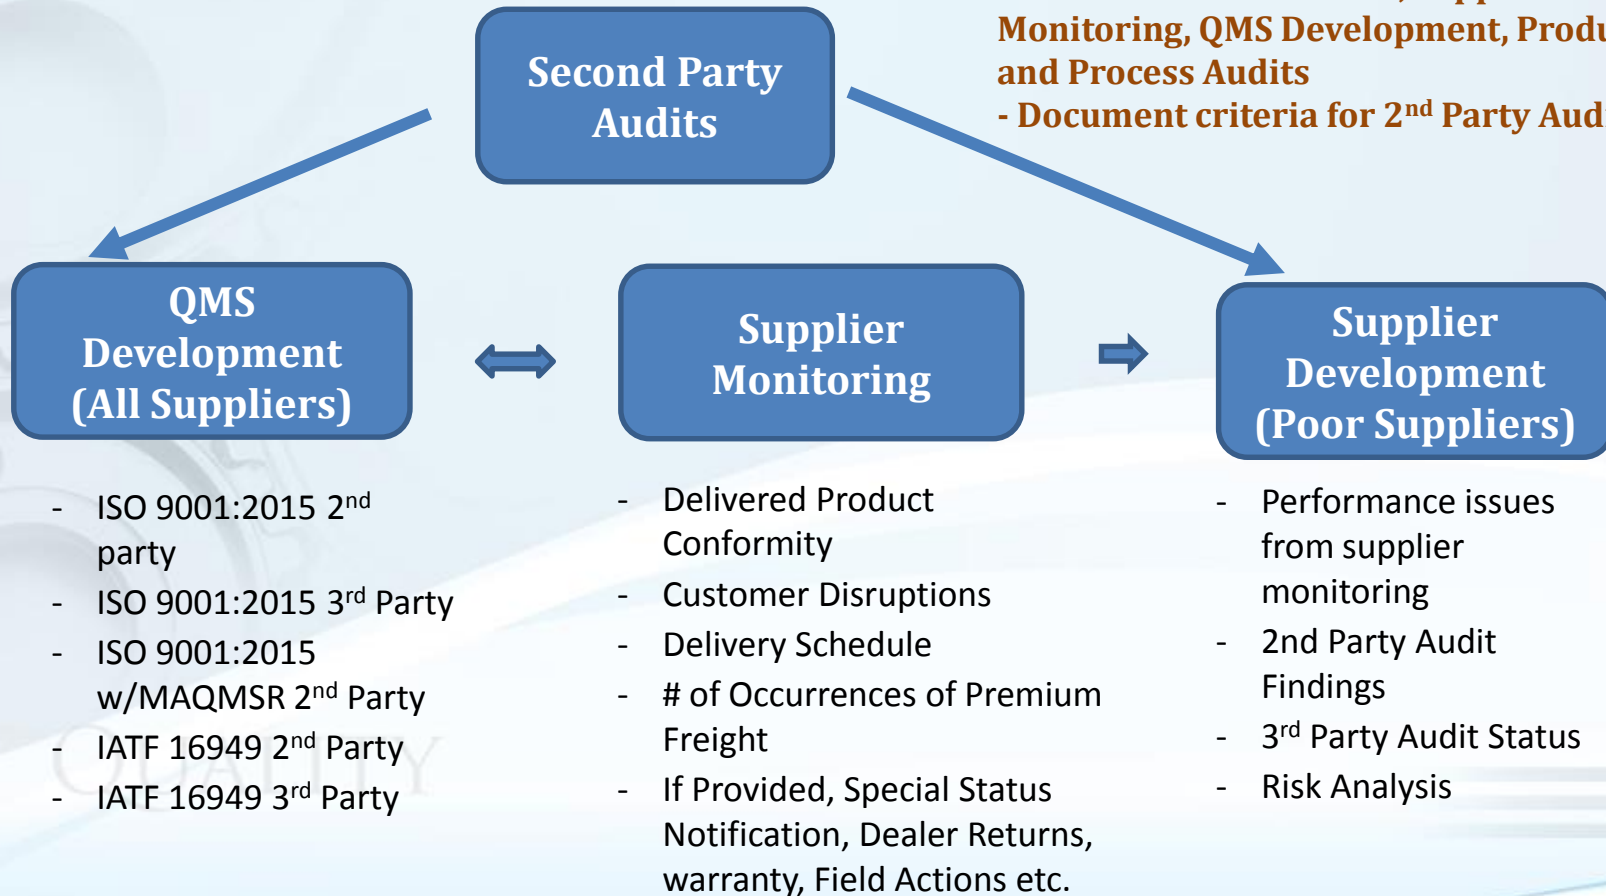 Monitoring, QMS Development, Produ
and Process Audits
- Document criteria for 2nd Party Audi
Second Party
Audits
QMS
Development
(All Suppliers)
Supplier
Monitoring
Supplier
Development
(Poor Suppliers)
- ISO 9001:2015 2nd
party
- ISO 9001:2015 3rd Party
- ISO 9001:2015
w/MAQMSR 2nd Party
- IATF 16949 2nd Party
- IATF 16949 3rd Party
- Delivered Product
Conformity
- Customer Disruptions
- Delivery Schedule
- # of Occurrences of Premium
Freight
- If Provided, Special Status
Notification, Dealer Returns,
warranty, Field Actions etc.
- Performance issues
from supplier
monitoring
- 2nd Party Audit
Findings
- 3rd Party Audit Status
- Risk Analysis
QUALITY